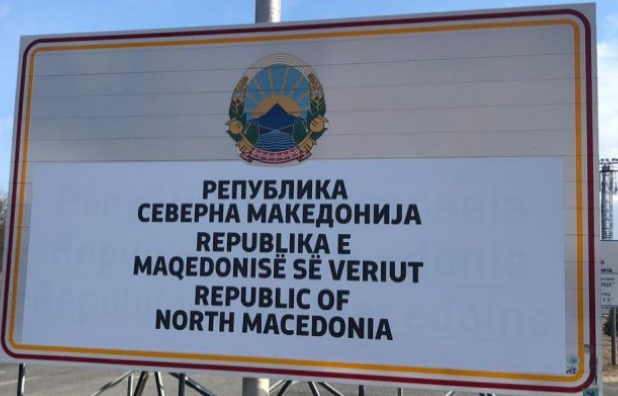 РЕПУБЛИКА
СЕВЕРНА МАКЕДОНИЈА
REPUBLIKA E
MAQEDONISË SË VERIUT
REPUBLIC OF
NORTH MACEDONIA